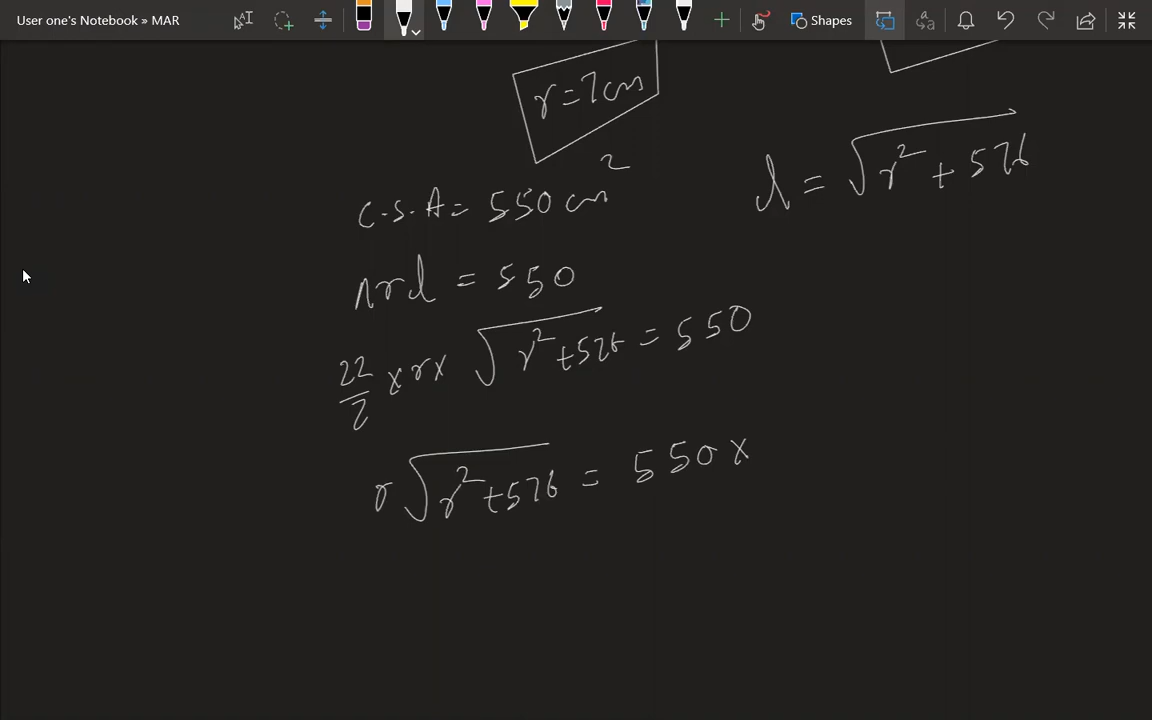 User one's Notebook » MAR
Shapes
r = 7cm
l = √r² + 576
C.S.A = 550 cm²
πrl = 550
22/7 × r × √r² + 576 = 550
r √r² + 576 = 550 ×